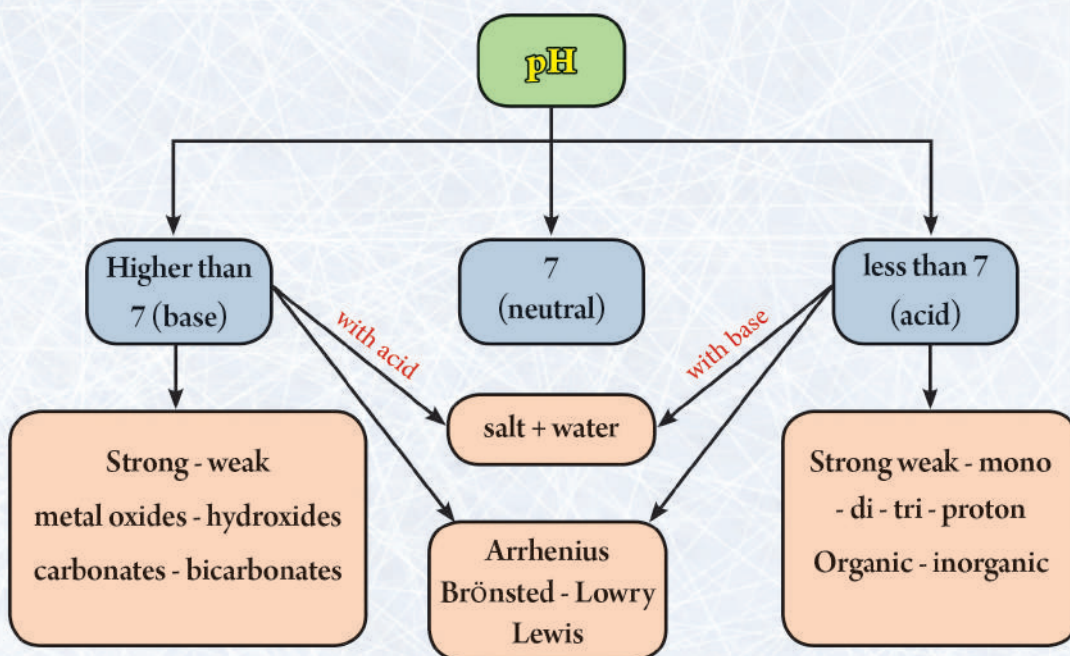 pH
Higher than
7 (base)
7
(neutral)
less than 7
(acid)
with acid
with base
salt + water
Strong - weak
metal oxides - hydroxides
carbonates - bicarbonates
Arrhenius
BrÖnsted - Lowry
Lewis
Strong weak - mono
- di - tri - proton
Organic - inorganic